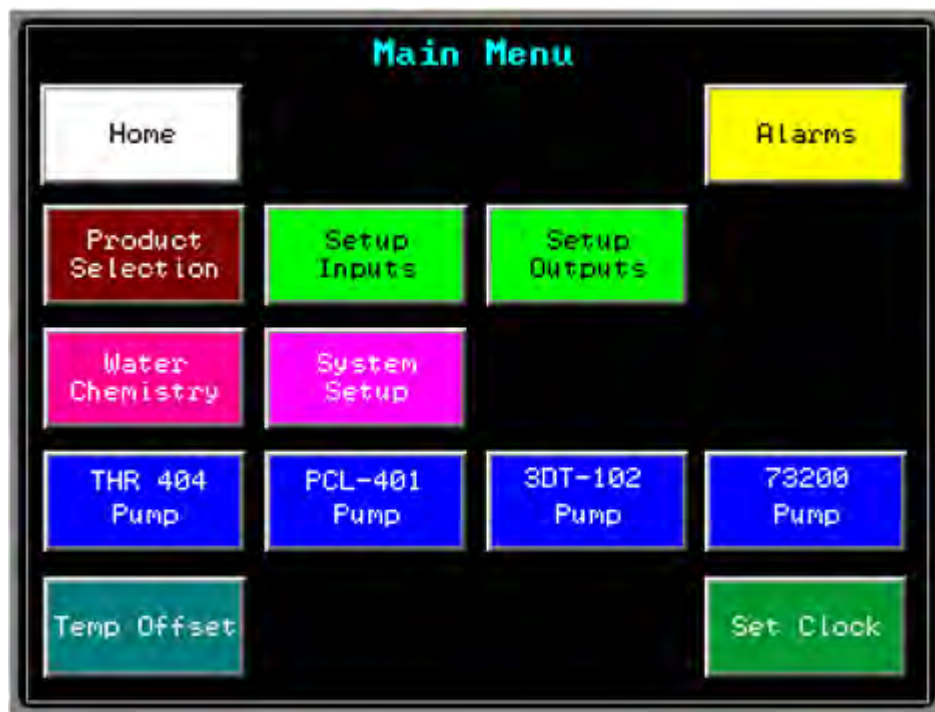 Main Menu
Home
Alarms
Product
Selection
Setup
Inputs
Setup
Outputs
Water
Chemistry
System
Setup
THR 404
Pump
PCL-401
Pump
3DT-102
Pump
73200
Pump
Temp Offset
Set Clock